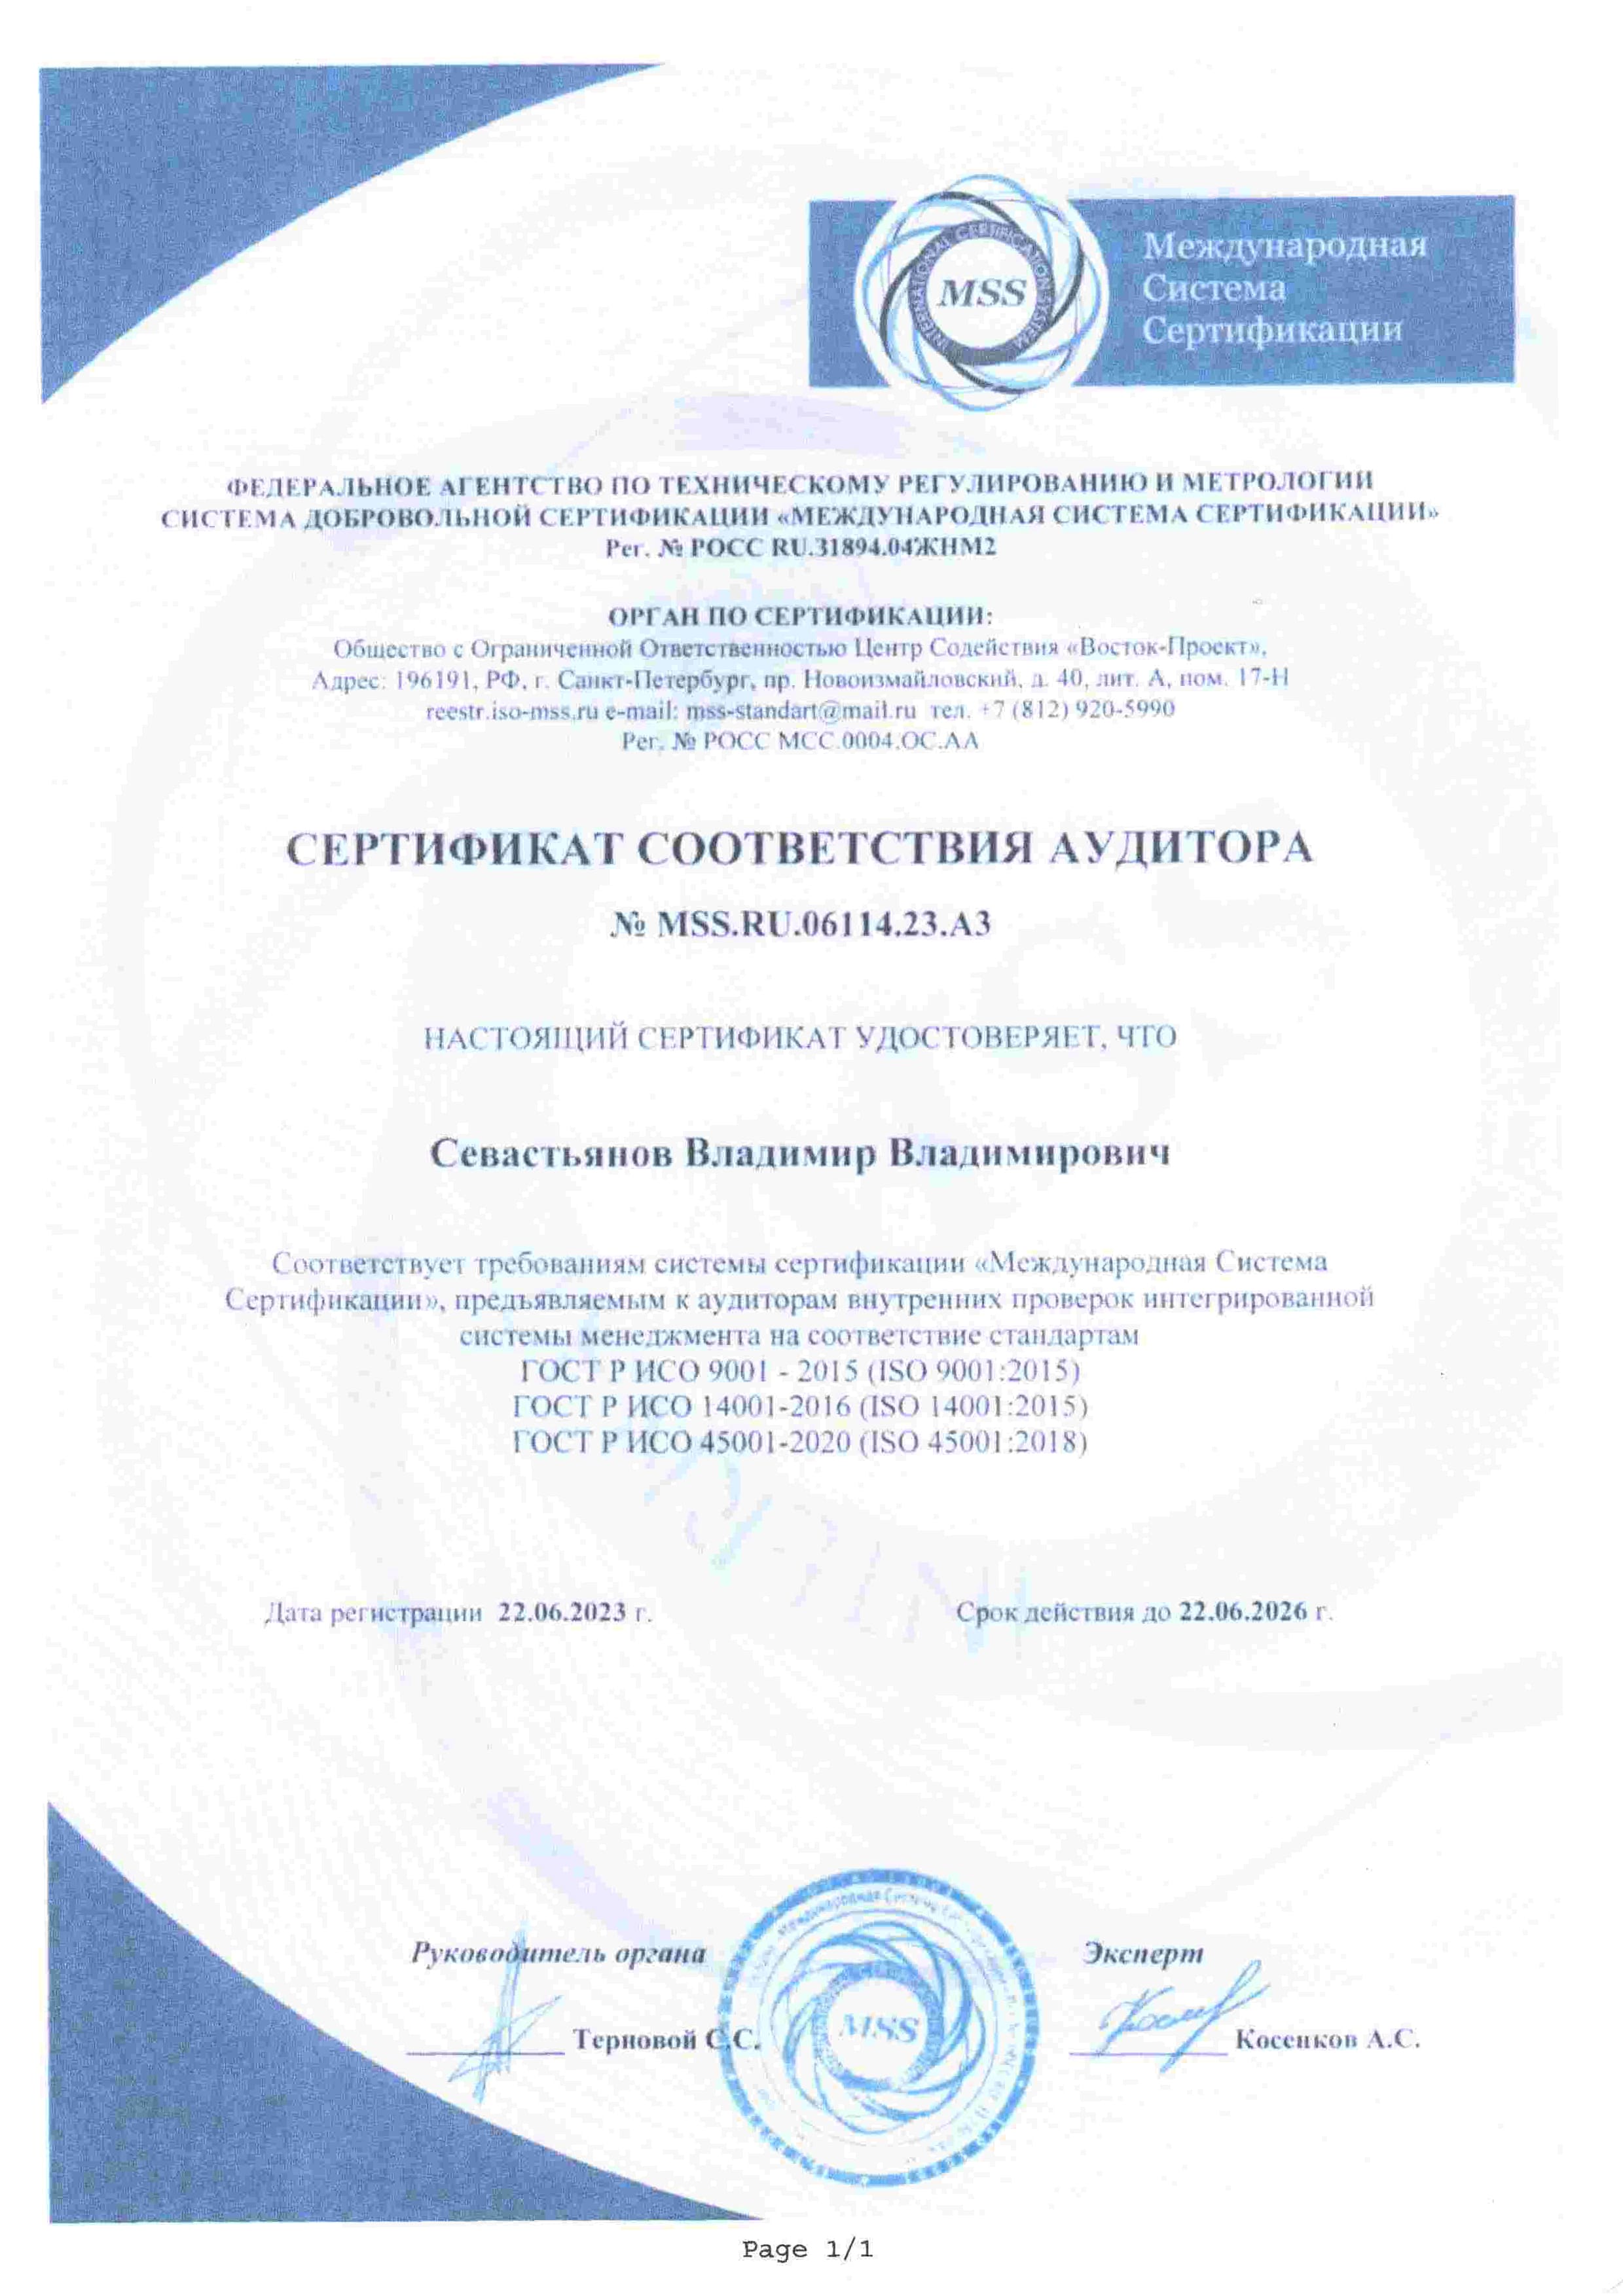 INTERNATIONAL CERTIFICATION SYSTEM
MSS
Международная
Система
Сертификации
ФЕДЕРАЛЬНОЕ АГЕНТСТВО ПО ТЕХНИЧЕСКОМУ РЕГУЛИРОВАНИЮ И МЕТРОЛОГИИ
СИСТЕМА ДОБРОВОЛЬНОЙ СЕРТИФИКАЦИИ «МЕЖДУНАРОДНАЯ СИСТЕМА СЕРТИФИКАЦИИ»
Рег. № РОСС RU.31894.04ЖНМ2
ОРГАН ПО СЕРТИФИКАЦИИ:
Общество с Ограниченной Ответственностью Центр Содействия «Восток-Проект»,
Адрес: 196191, РФ, г. Санкт-Петербург, пр. Новоизмайловский, д. 40, лит. А, пом. 17-Н
reestr.iso-mss.ru e-mail: mss-standart@mail.ru тел. +7 (812) 920-5990
Рег. № РОСС МСС.0004.ОС.АА
СЕРТИФИКАТ СООТВЕТСТВИЯ АУДИТОРА
№ MSS.RU.06114.23.A3
НАСТОЯЩИЙ СЕРТИФИКАТ УДОСТОВЕРЯЕТ, ЧТО
Севастьянов Владимир Владимирович
Соответствует требованиям системы сертификации «Международная Система
Сертификации», предъявляемым к аудиторам внутренних проверок интегрированной
системы менеджмента на соответствие стандартам
ГОСТ Р ИСО 9001 - 2015 (ISO 9001:2015)
ГОСТ Р ИСО 14001-2016 (ISO 14001:2015)
ГОСТ Р ИСО 45001-2020 (ISO 45001:2018)
Дата регистрации 22.06.2023 г.
Срок действия до 22.06.2026 г.
Руководитель органа
Эксперт
Терновой С.С.
MSS
Косенков А.С.
Page 1/1